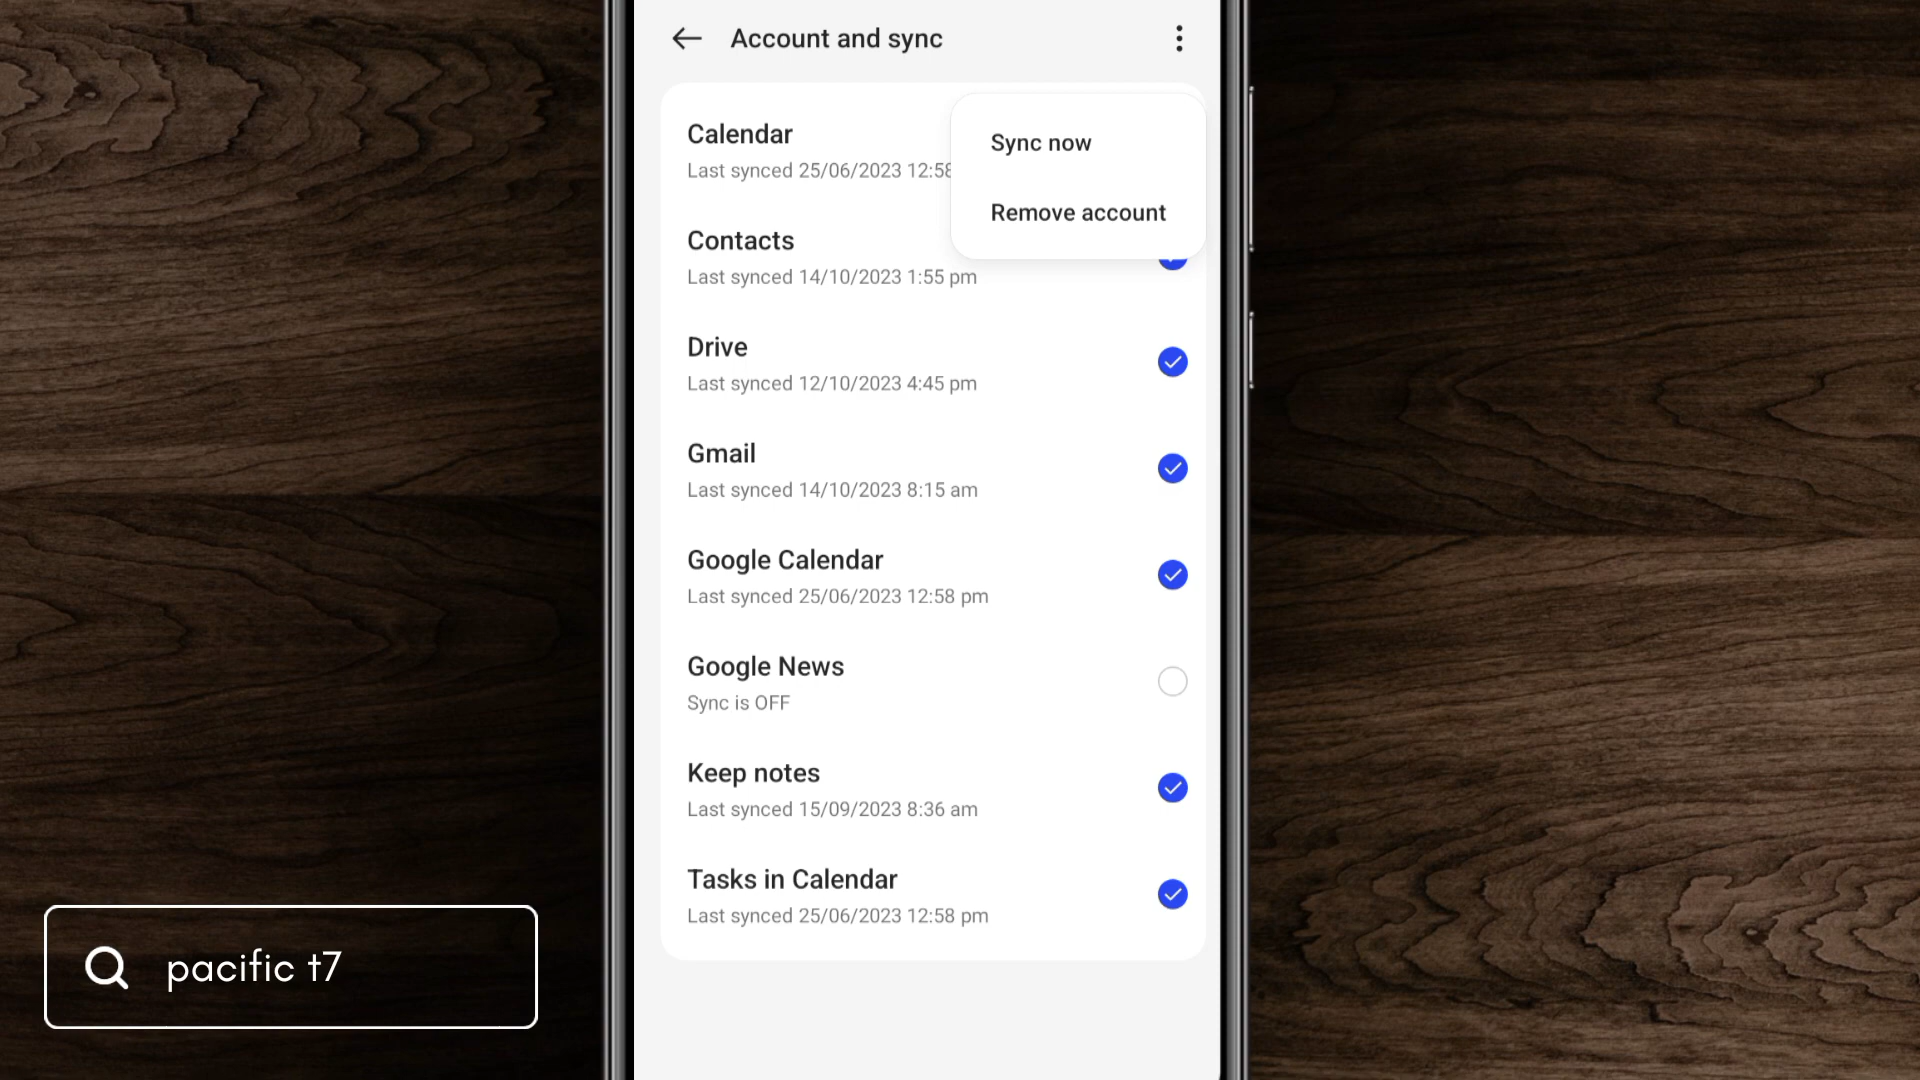 Account and sync
Sync now
Remove account
Calendar
Last synced 25/06/2023 12:58
Contacts
Last synced 14/10/2023 1:55 pm
Drive
Last synced 12/10/2023 4:45 pm
Gmail
Last synced 14/10/2023 8:15 am
Google Calendar
Last synced 25/06/2023 12:58 pm
Google News
Sync is OFF
Keep notes
Last synced 15/09/2023 8:36 am
Tasks in Calendar
Last synced 25/06/2023 12:58 pm
pacific t7